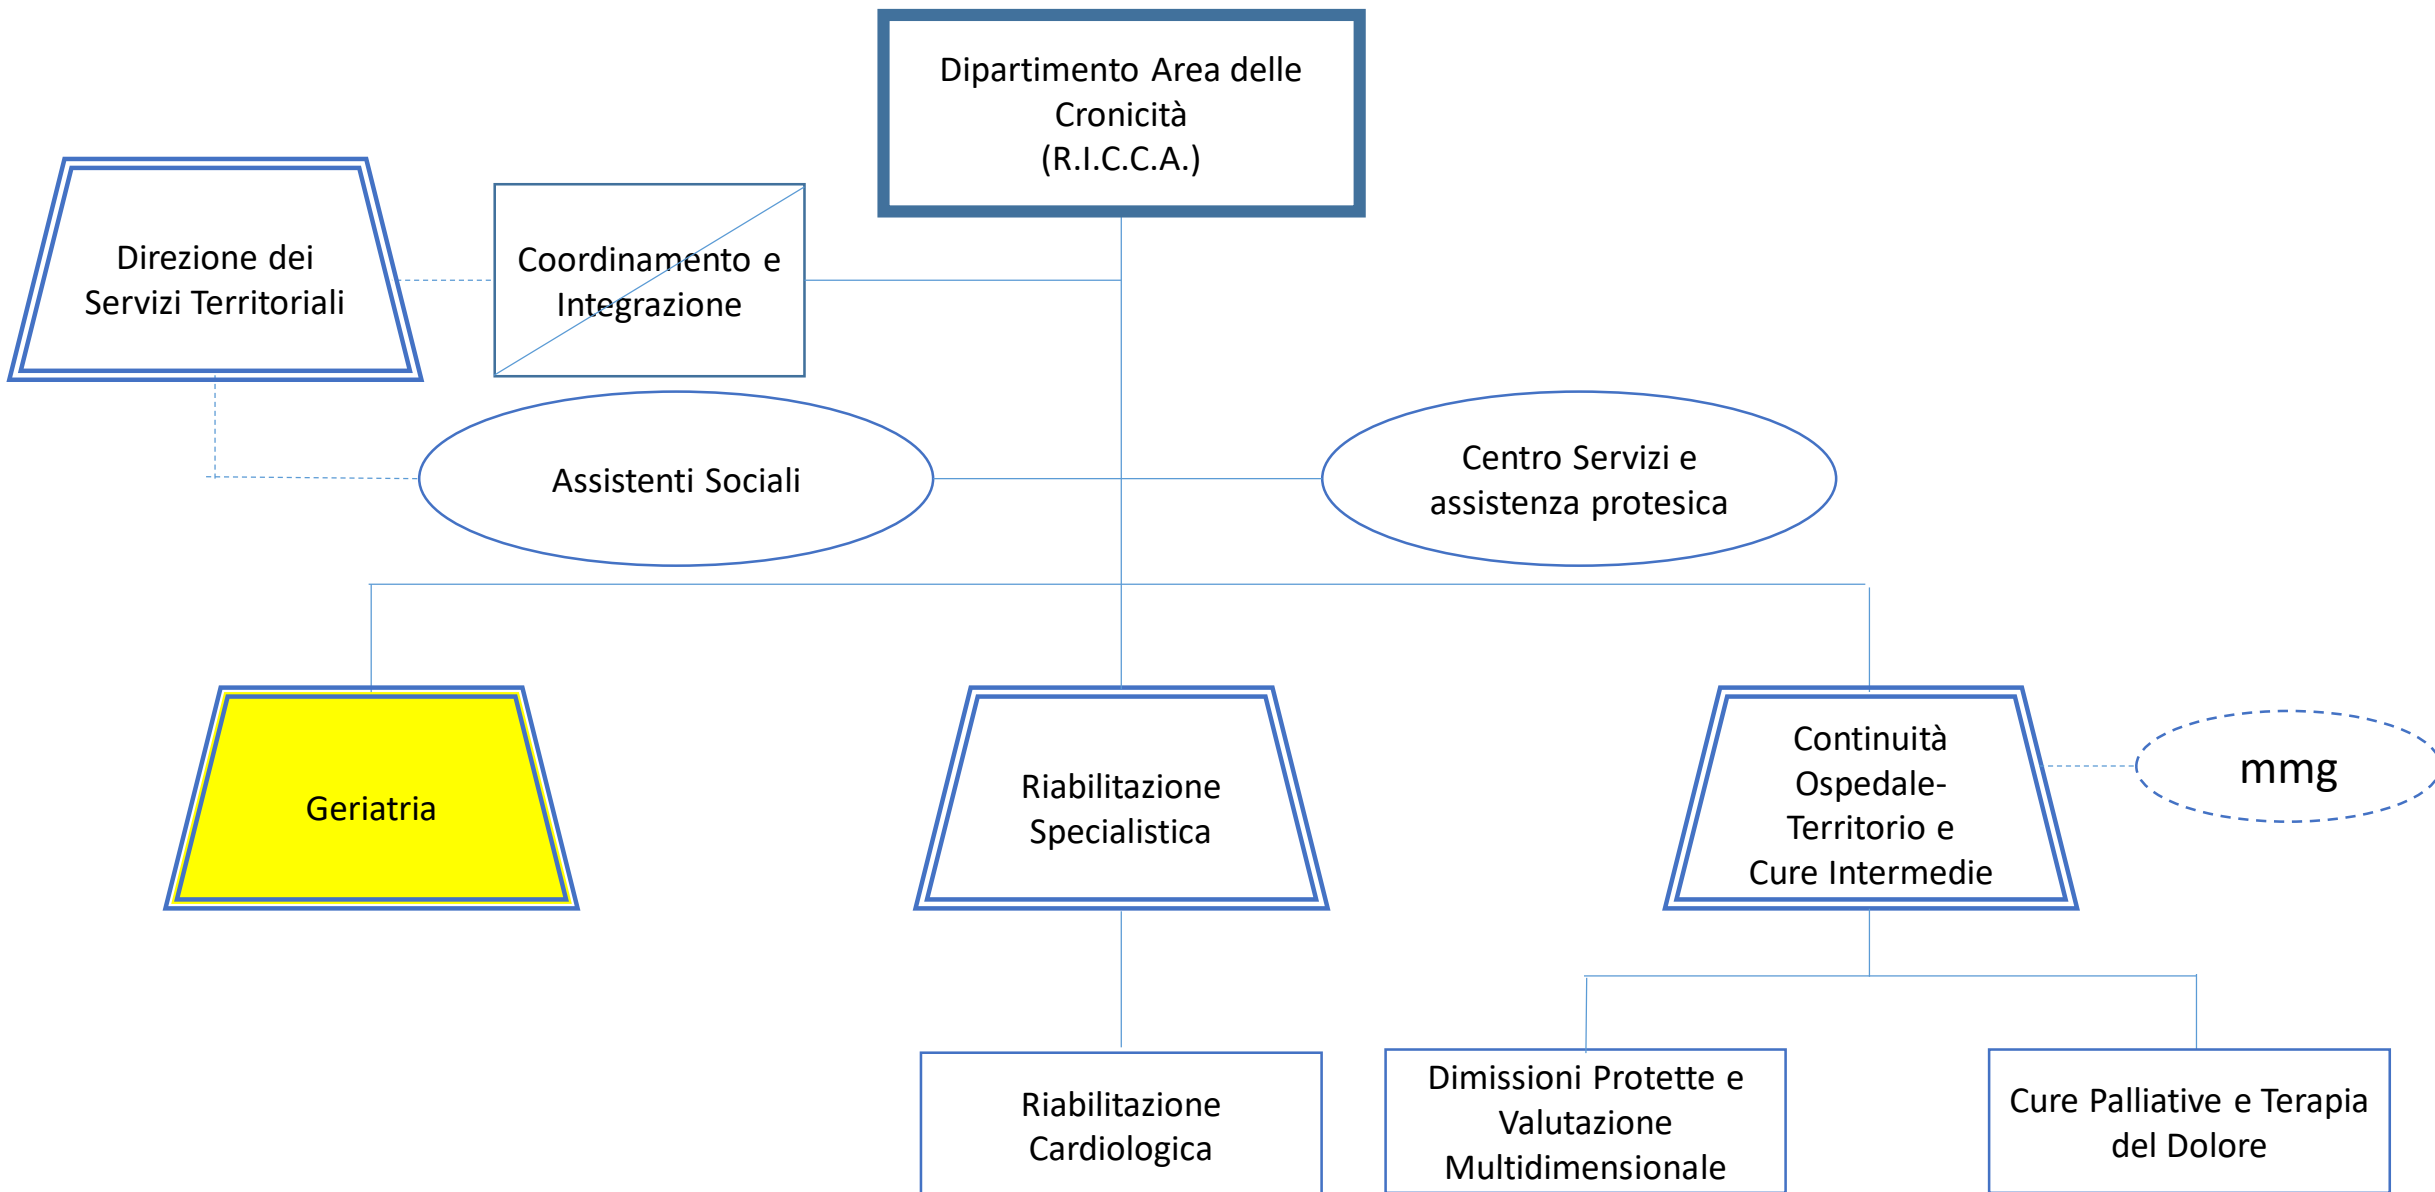 Dipartimento Area delle
Cronicità
(R.I.C.C.A.)
Direzione dei
Servizi Territoriali
Coordinamento e
Integrazione
Assistenti Sociali
Centro Servizi e
assistenza protesica
Geriatria
Riabilitazione
Specialistica
Continuità
Ospedale-
Territorio e
Cure Intermedie
mmg
Riabilitazione
Cardiologica
Dimissioni Protette e
Valutazione
Multidimensionale
Cure Palliative e Terapia
del Dolore